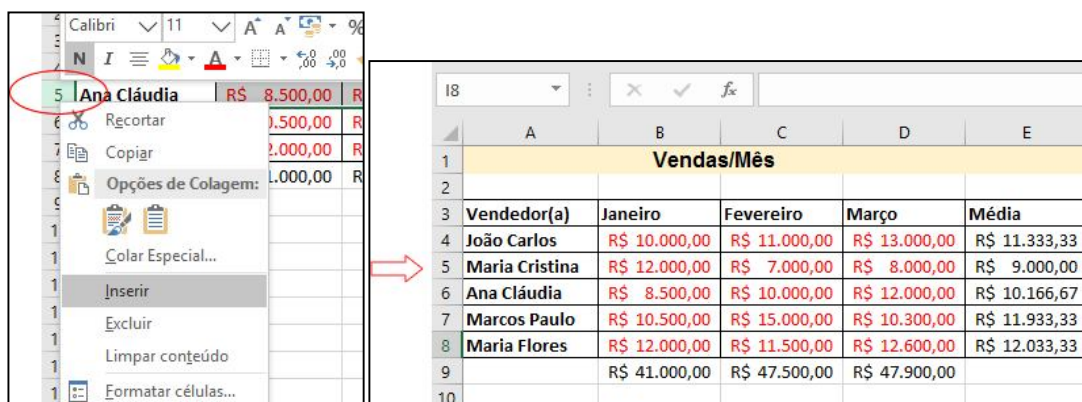 Calibri 11 A A %
N I A
5 Ana Cláudia R$ 8.500,00 R
6 Recortar 0.500,00 R
7 Copiar 2.000,00 R
8 Opções de Colagem: 1.000,00 R
Colar Especial...
Inserir
Excluir
Limpar conteúdo
Formatar células...
I8 fx
A B C D E
1 Vendas/Mês
2
3 Vendedor(a) Janeiro Fevereiro Março Média
4 João Carlos R$ 10.000,00 R$ 11.000,00 R$ 13.000,00 R$ 11.333,33
5 Maria Cristina R$ 12.000,00 R$ 7.000,00 R$ 8.000,00 R$ 9.000,00
6 Ana Cláudia R$ 8.500,00 R$ 10.000,00 R$ 12.000,00 R$ 10.166,67
7 Marcos Paulo R$ 10.500,00 R$ 15.000,00 R$ 10.300,00 R$ 11.933,33
8 Maria Flores R$ 12.000,00 R$ 11.500,00 R$ 12.600,00 R$ 12.033,33
9 R$ 41.000,00 R$ 47.500,00 R$ 47.900,00
10